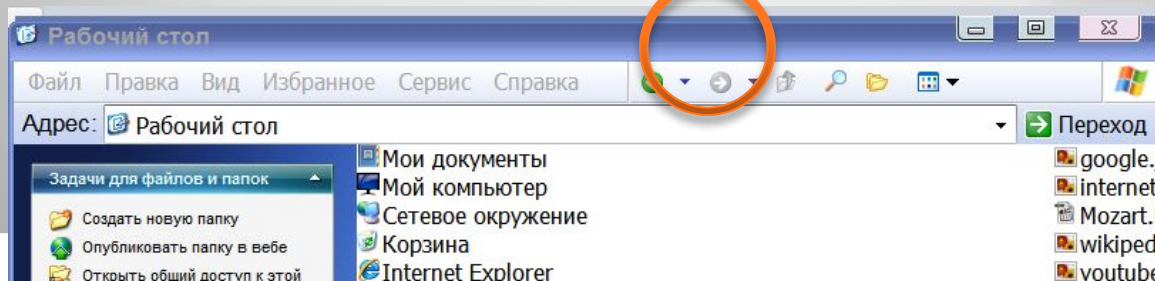 Рабочий стол
Файл Правка Вид Избранное Сервис Справка
Адрес: Рабочий стол Переход
Задачи для файлов и папок
Создать новую папку
Опубликовать папку в вебе
Открыть общий доступ к этой
Мои документы
Мой компьютер
Сетевое окружение
Корзина
Internet Explorer
google.
internet
Mozart.
wikiped
youtube